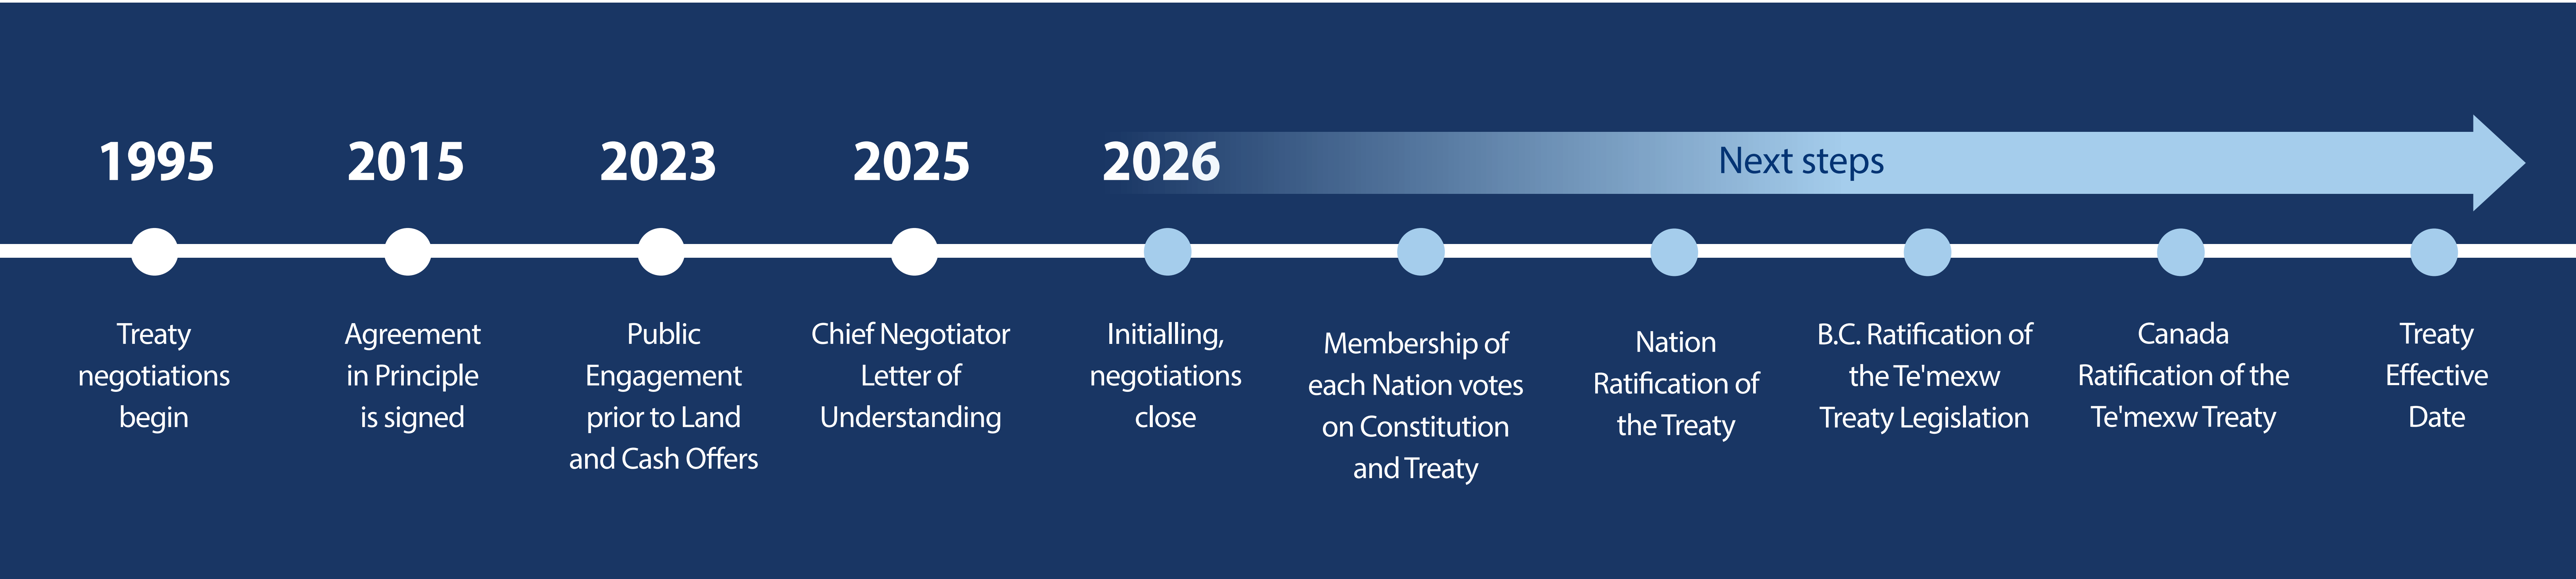 1995
2015
2023
2025
2026
Next steps
Treaty
negotiations
begin
Agreement
in Principle
is signed
Public
Engagement
prior to Land
and Cash Offers
Chief Negotiator
Letter of
Understanding
Initialling,
negotiations
close
Membership of
each Nation votes
on Constitution
and Treaty
Nation
Ratification of
the Treaty
B.C. Ratification of
the Te'mexw
Treaty Legislation
Canada
Ratification of the
Te'mexw Treaty
Treaty
Effective
Date